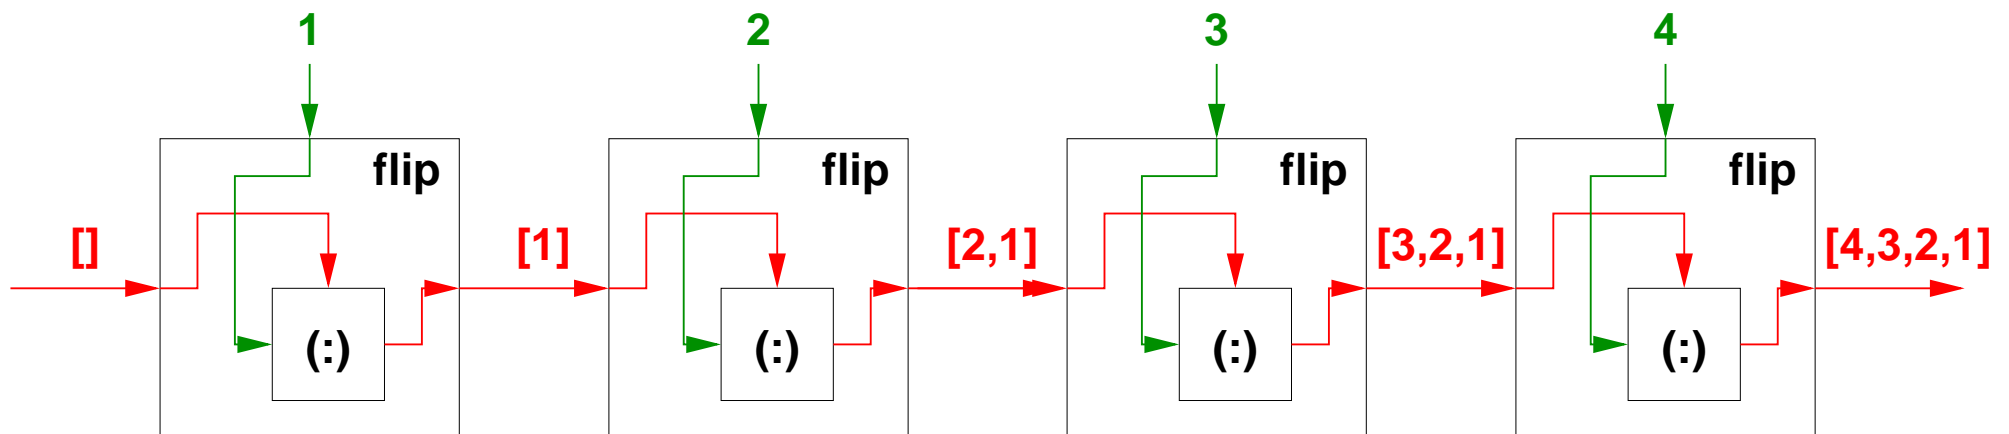 1 2 3 4
flip flip flip flip
[] [1] [2,1] [3,2,1] [4,3,2,1]
(:) (:) (:) (:)